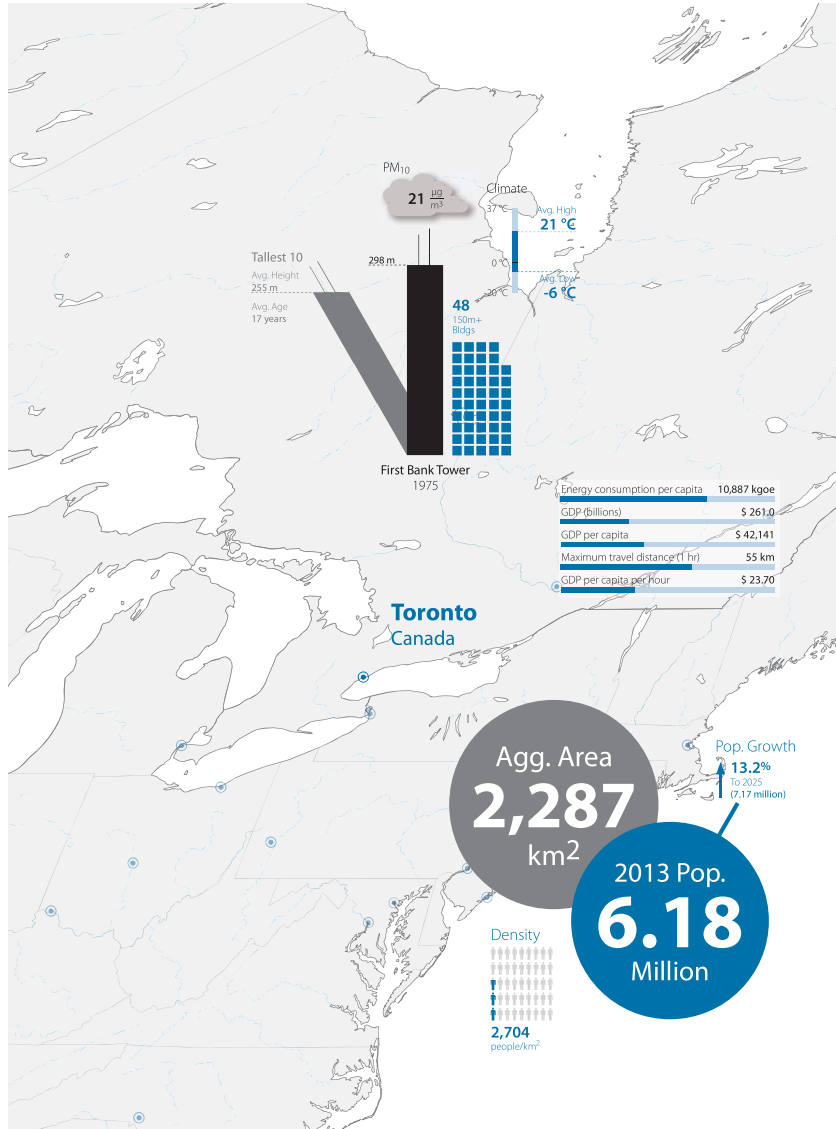 PM10
21 µg
m3
Climate
37 °C
Avg. High
21 °C
0 °C
Avg. Low
-6 °C
-20 °C
Tallest 10
Avg. Height
255 m
Avg. Age
17 years
298 m
48
150m+
Bldgs
First Bank Tower
1975
Energy consumption per capita 10,887 kgoe
GDP (billions) $ 261.0
GDP per capita $ 42,141
Maximum travel distance (1 hr) 55 km
GDP per capita per hour $ 23.70
Toronto
Canada
Agg. Area
2,287
km2
Pop. Growth
13.2%
To 2025
(7.17 million)
2013 Pop.
6.18
Million
Density
2,704
people/km2